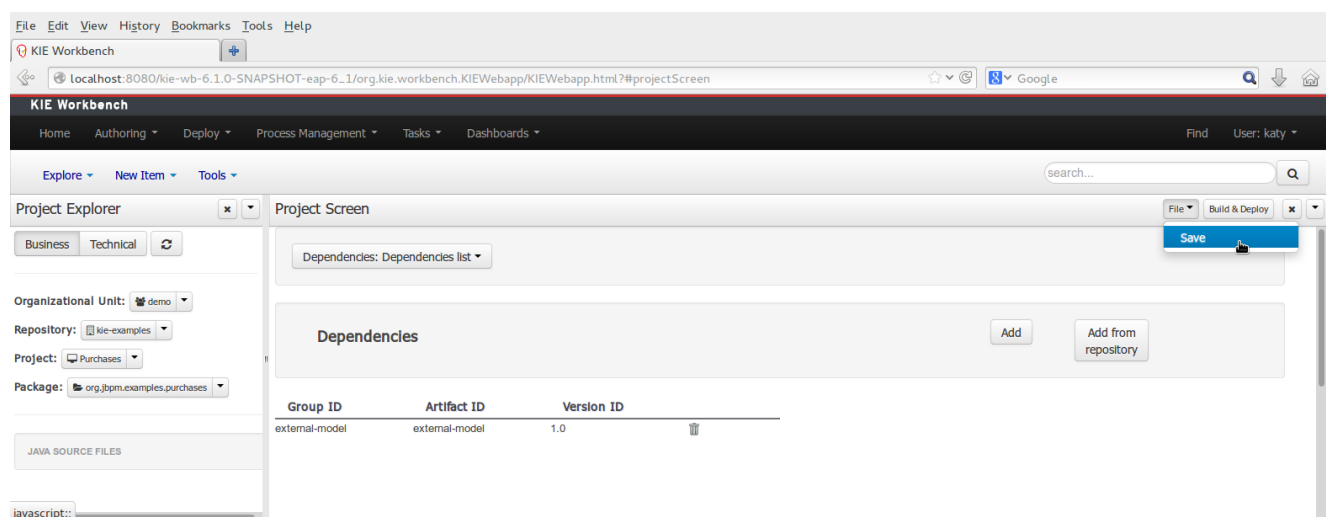 File Edit View History Bookmarks Tools Help
KIE Workbench
localhost:8080/kie-wb-6.1.0-SNAPSHOT-eap-6_1/org.kie.workbench.KIEWebapp/KIEWebapp.html?#projectScreen
Google
KIE Workbench
Home Authoring Deploy Process Management Tasks Dashboards Find User: katy
Explore New Item Tools search...
Project Explorer Project Screen File Build & Deploy
Save
Business Technical
Dependencies: Dependencies list
Organizational Unit: demo
Repository: kie-examples
Dependencies Add Add from
repository
Project: Purchases
Package: org.jbpm.examples.purchases
Group ID Artifact ID Version ID
external-model external-model 1.0
JAVA SOURCE FILES
javascript:;